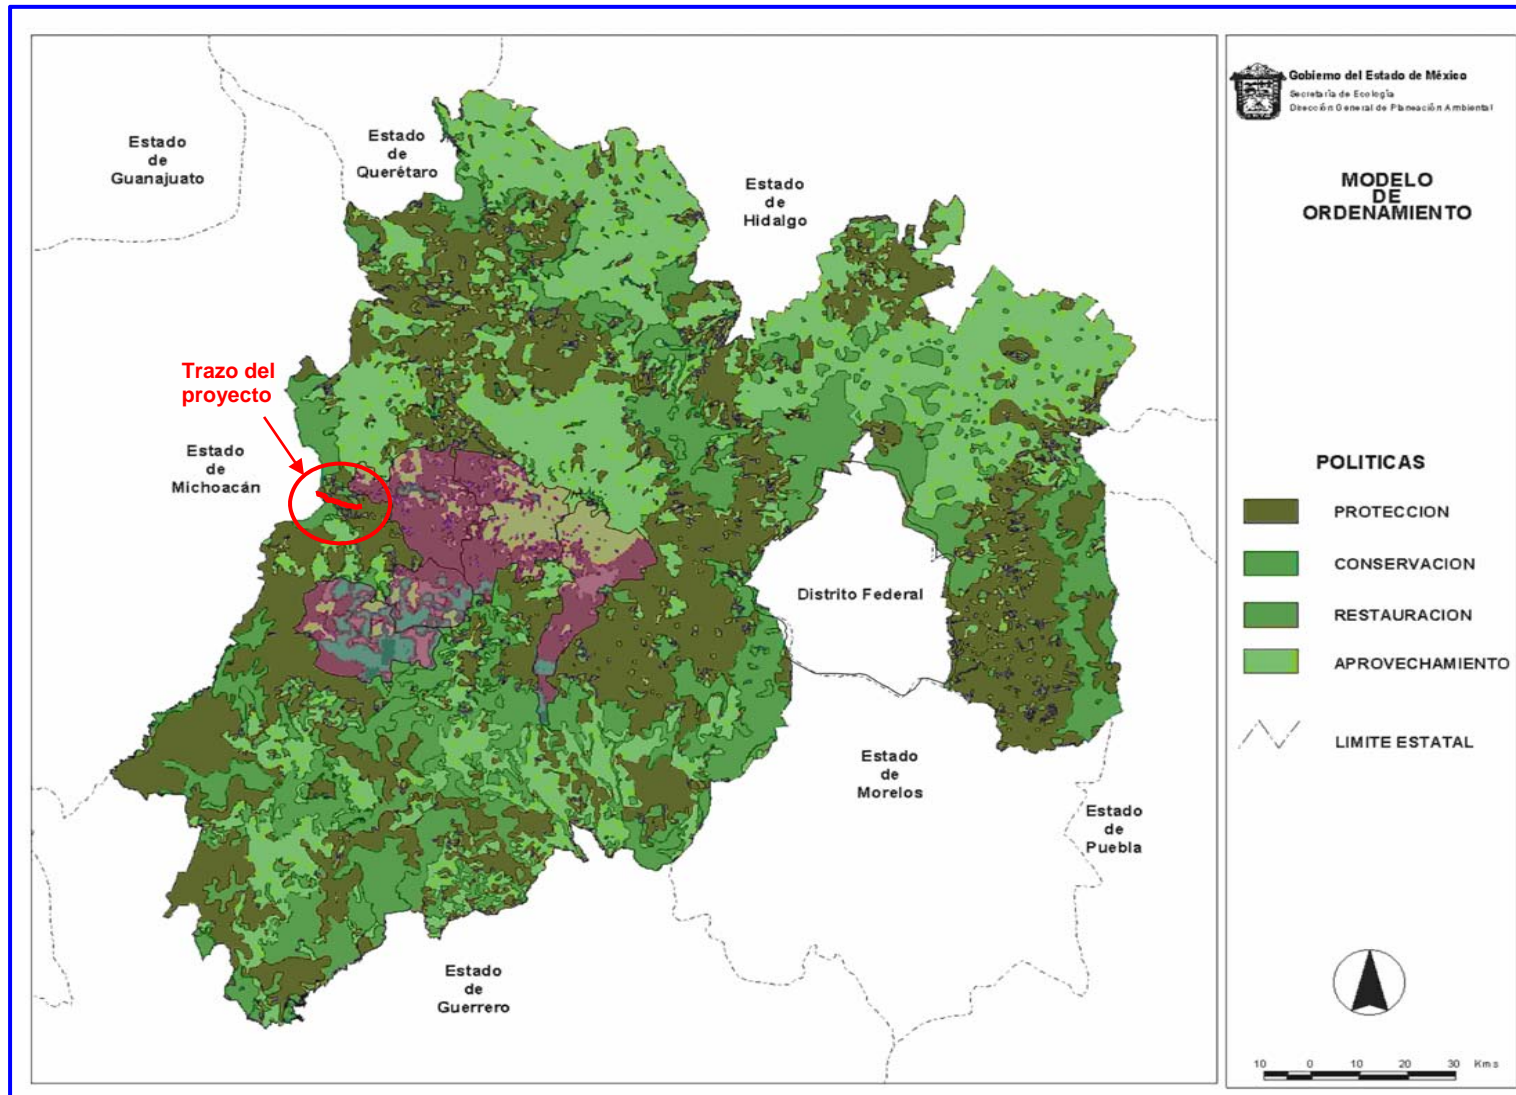 Estado
de
Guanajuato
Estado
de
Querétaro
Estado
de
Hidalgo
Trazo del
proyecto
Estado
de
Michoacán
Distrito Federal
Estado
de
Morelos
Estado
de
Puebla
Estado
de
Guerrero
Gobierno del Estado de México
Secretaría de Ecología
Dirección General de Planeación Ambiental
MODELO
DE
ORDENAMIENTO
POLITICAS
PROTECCION
CONSERVACION
RESTAURACION
APROVECHAMIENTO
LIMITE ESTATAL
10 0 10 20 30 Kms